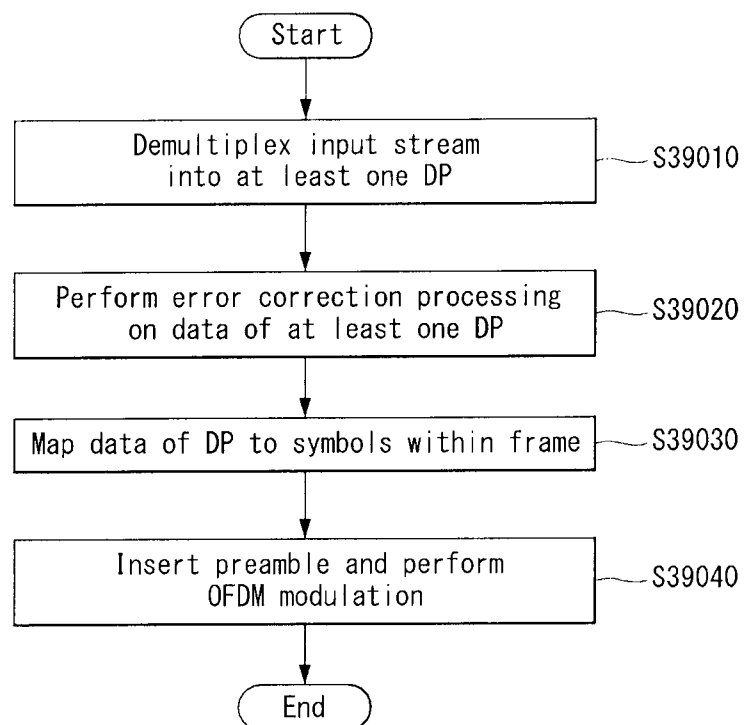 Start
Demultiplex input stream
into at least one DP
S39010
Perform error correction processing
on data of at least one DP
S39020
Map data of DP to symbols within frame
S39030
Insert preamble and perform
OFDM modulation
S39040
End